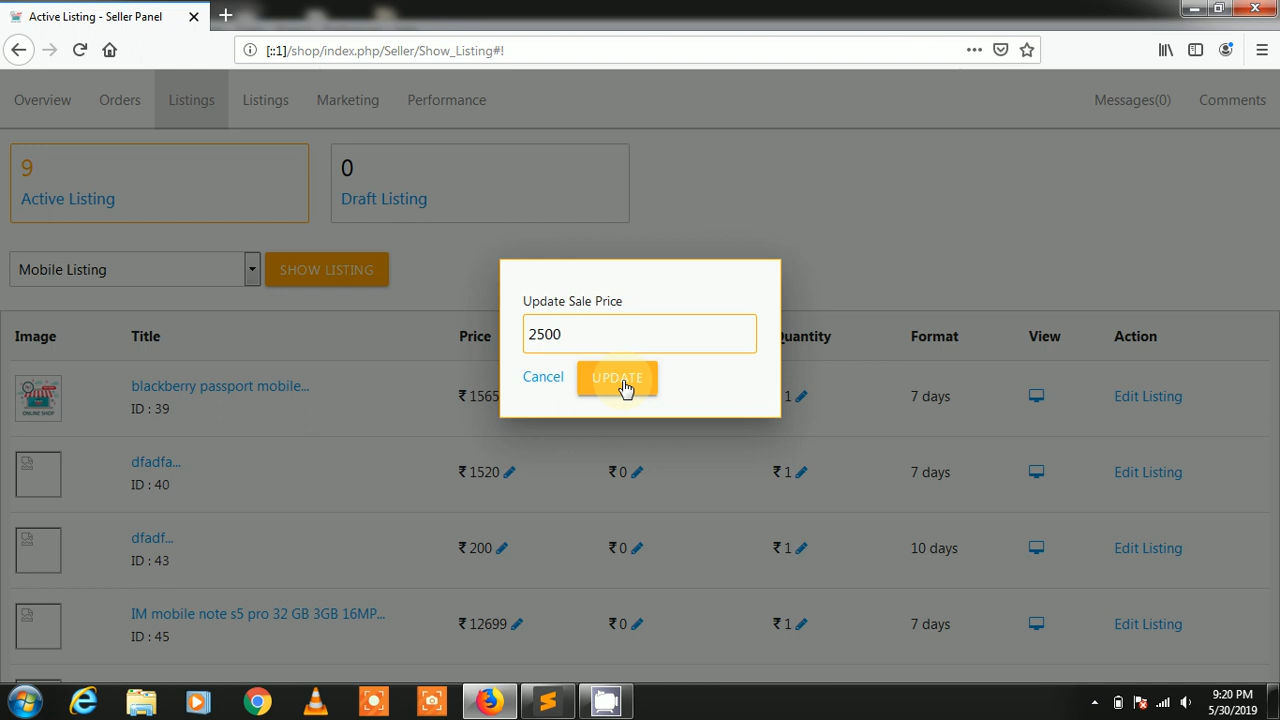 Active Listing - Seller Panel
[::1]/shop/index.php/Seller/Show_Listing#!
Overview Orders Listings Listings Marketing Performance Messages(0) Comments
9
Active Listing
0
Draft Listing
Mobile Listing SHOW LISTING
Update Sale Price
2500
Cancel UPDATE
Image Title Price Quantity Format View Action
blackberry passport mobile...
ID : 39
₹ 1565 1 7 days Edit Listing
dfadfa...
ID : 40
₹ 1520 ₹ 0 ₹ 1 7 days Edit Listing
dfadf...
ID : 43
₹ 200 ₹ 0 ₹ 1 10 days Edit Listing
IM mobile note s5 pro 32 GB 3GB 16MP...
ID : 45
₹ 12699 ₹ 0 ₹ 1 7 days Edit Listing
9:20 PM
5/30/2019